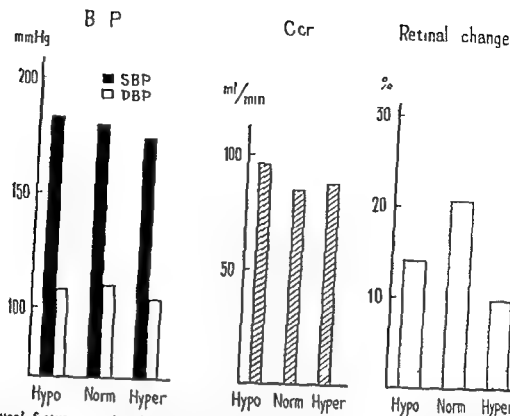 B P
mmHg
200
150
100
SBP
DBP
Hypo Norm Hyper
Ccr
ml/min
100
50
Hypo Norm Hyper
Retinal change
%
30
20
10
Hypo Norm Hyper